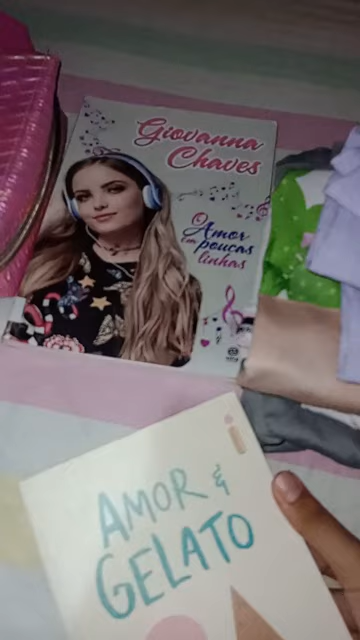 Giovanna
Chaves
O
Amor
em poucas
linhas
AMOR &
GELATO